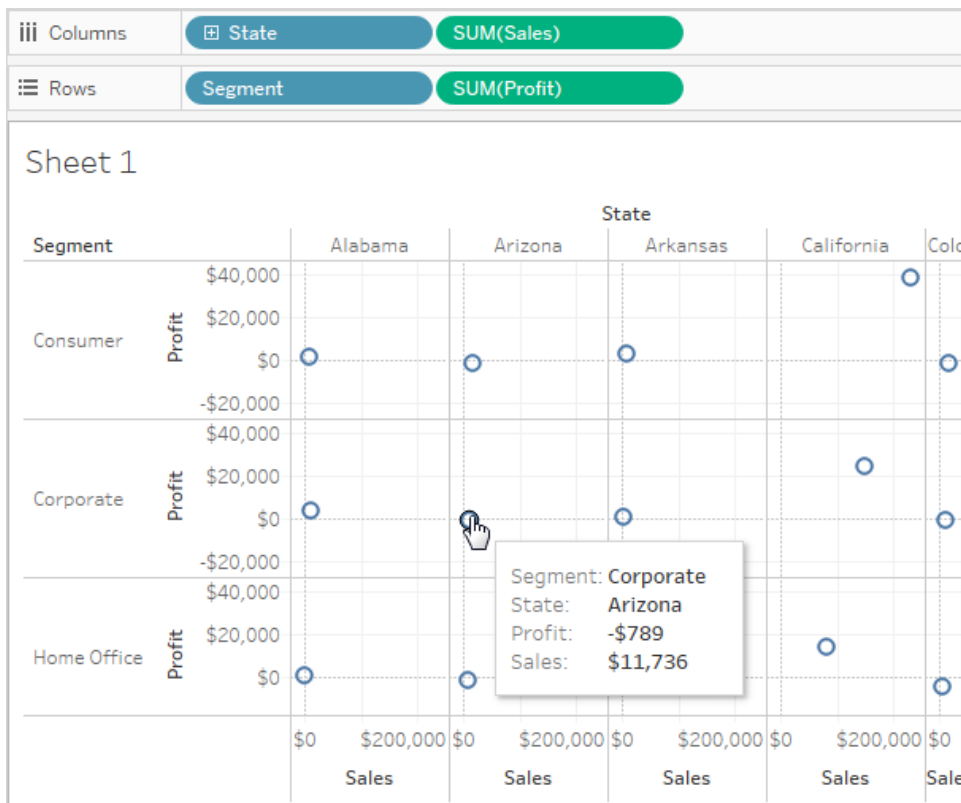 Columns State SUM(Sales)
Rows Segment SUM(Profit)
Sheet 1
State
Segment Alabama Arizona Arkansas California Colo
Consumer Profit $40,000
$20,000
$0
-$20,000
Corporate Profit $40,000
$20,000
$0
-$20,000
Home Office Profit $40,000
$20,000
$0
Segment: Corporate
State: Arizona
Profit: -$789
Sales: $11,736
$0 $200,000 $0 $200,000 $0 $200,000 $0 $200,000 $0
Sales Sales Sales Sales Sale